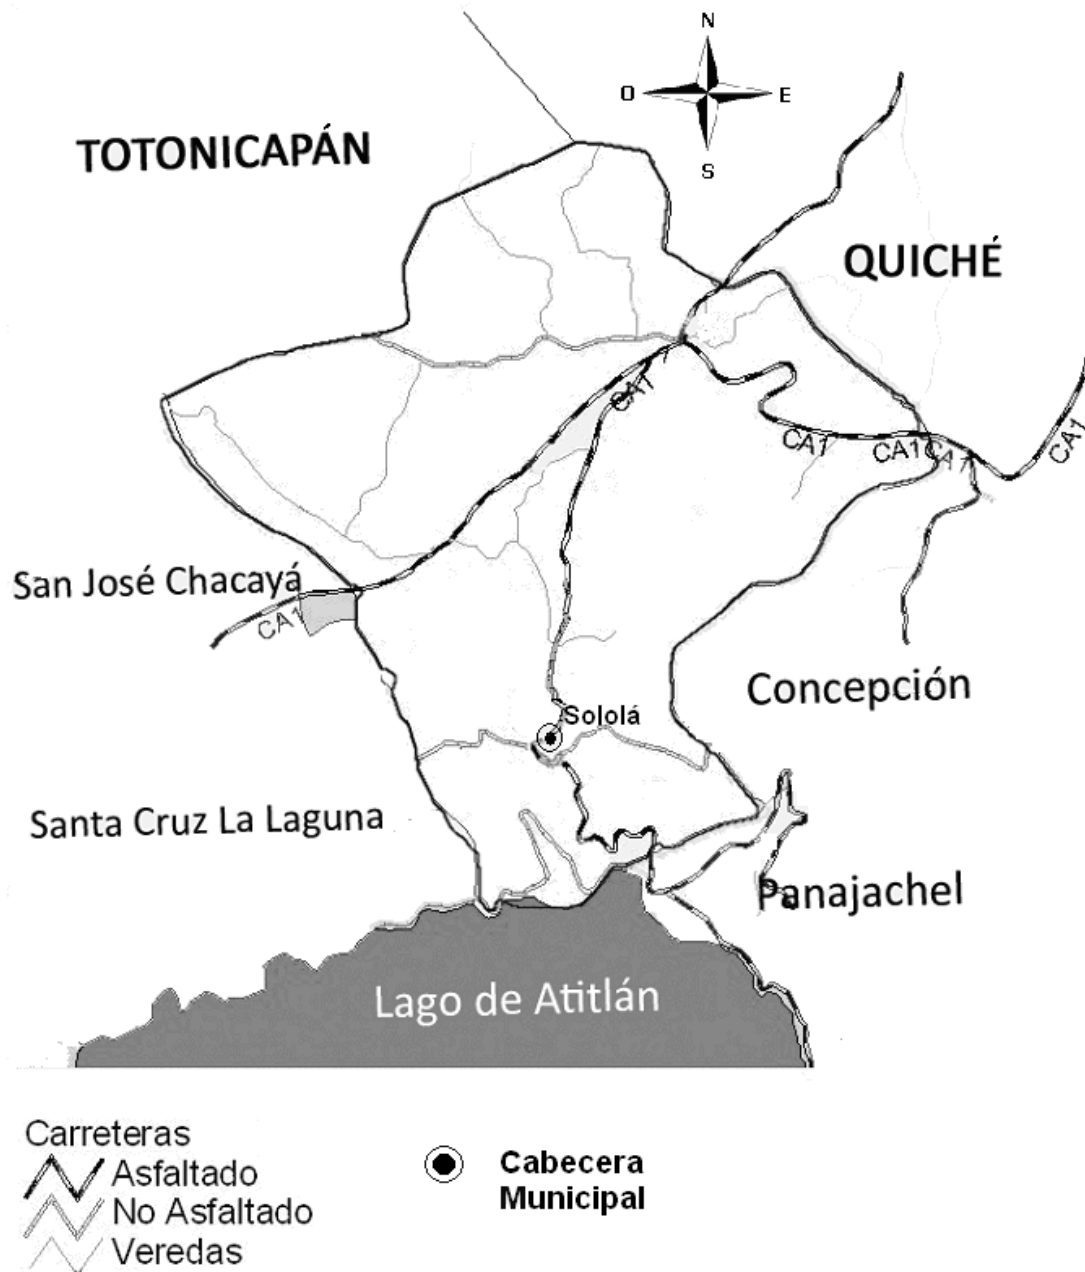 N
O
E
S
TOTONICAPÁN
QUICHÉ
CA1
CA1
CA1
CA1
CA1
San José Chacayá
CA1
Concepción
Sololá
Santa Cruz La Laguna
Panajachel
Lago de Atitlán
Carreteras
Asfaltado
No Asfaltado
Veredas
Cabecera
Municipal